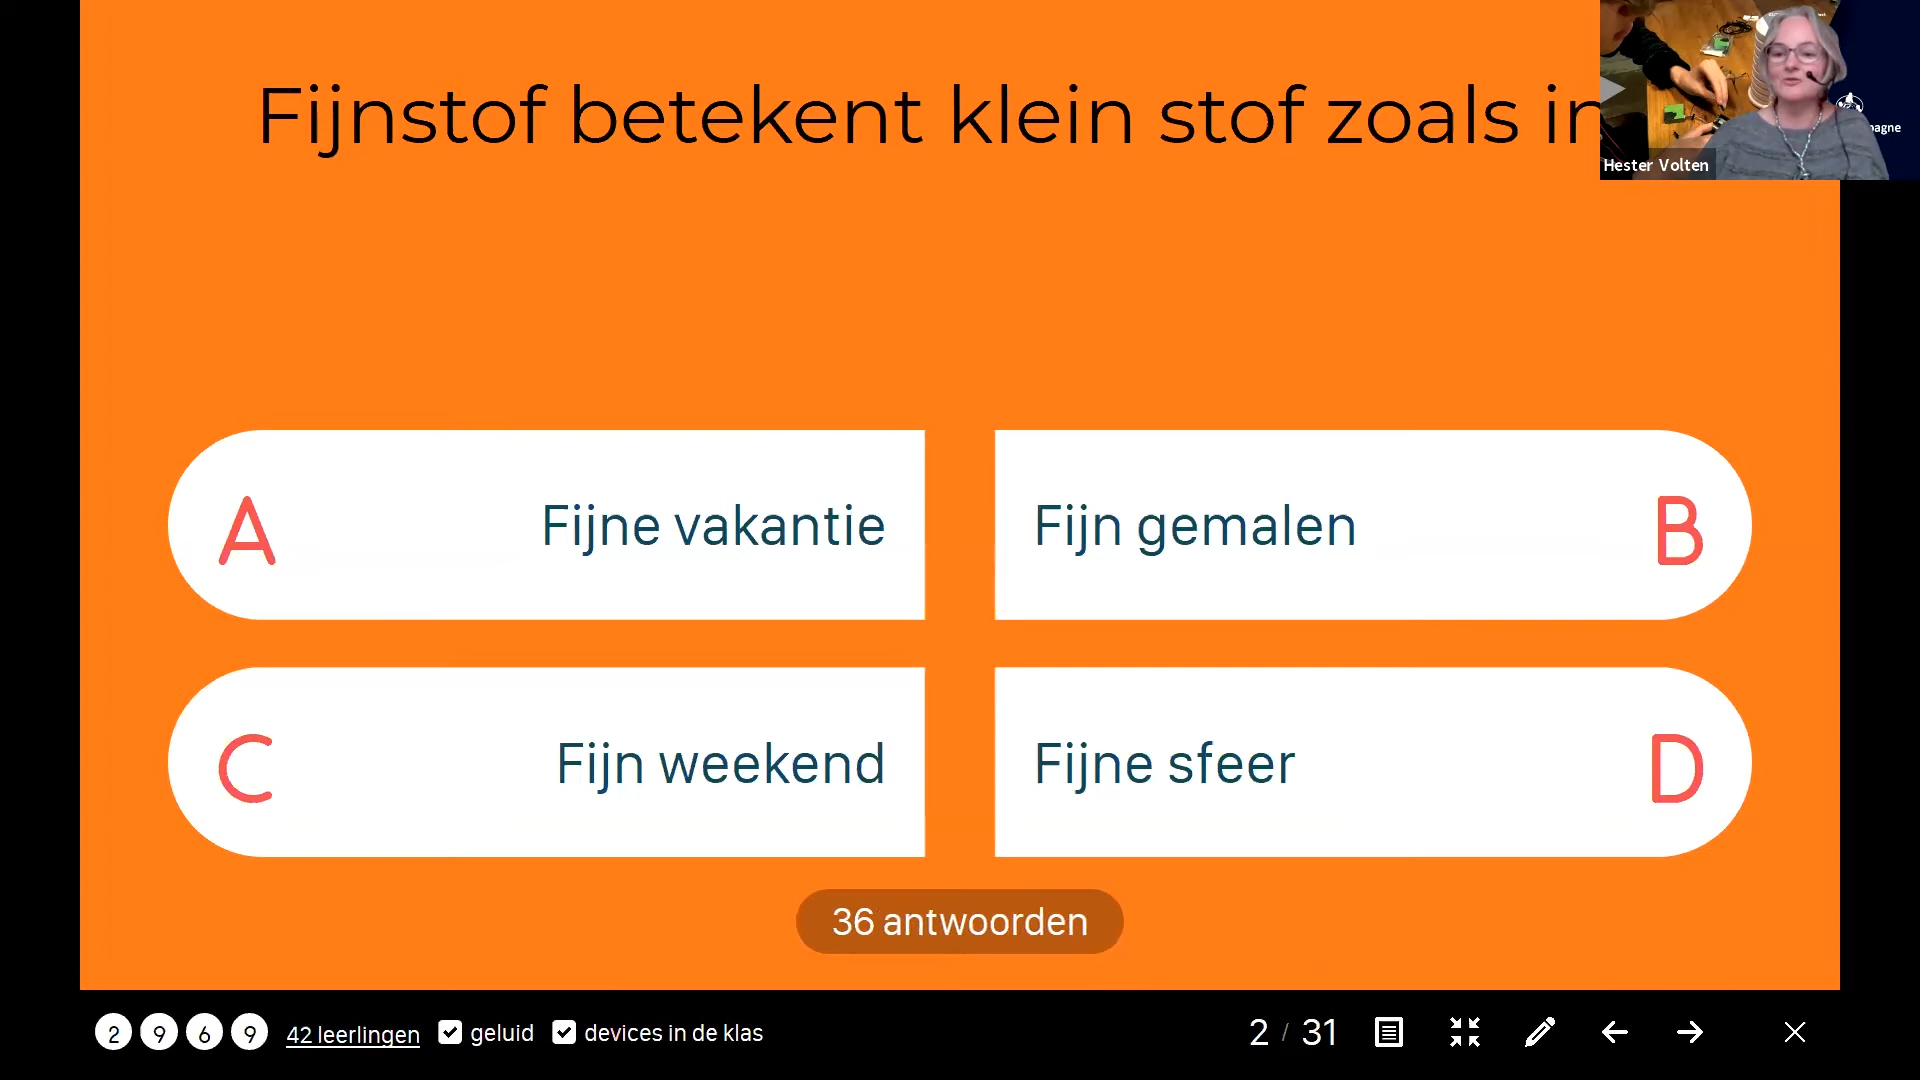 Fijnstof betekent klein stof zoals in
Hester Volten
A Fijne vakantie
Fijn gemalen B
C Fijn weekend
Fijne sfeer D
36 antwoorden
2 9 6 9 42 leerlingen geluid devices in de klas
2 / 31